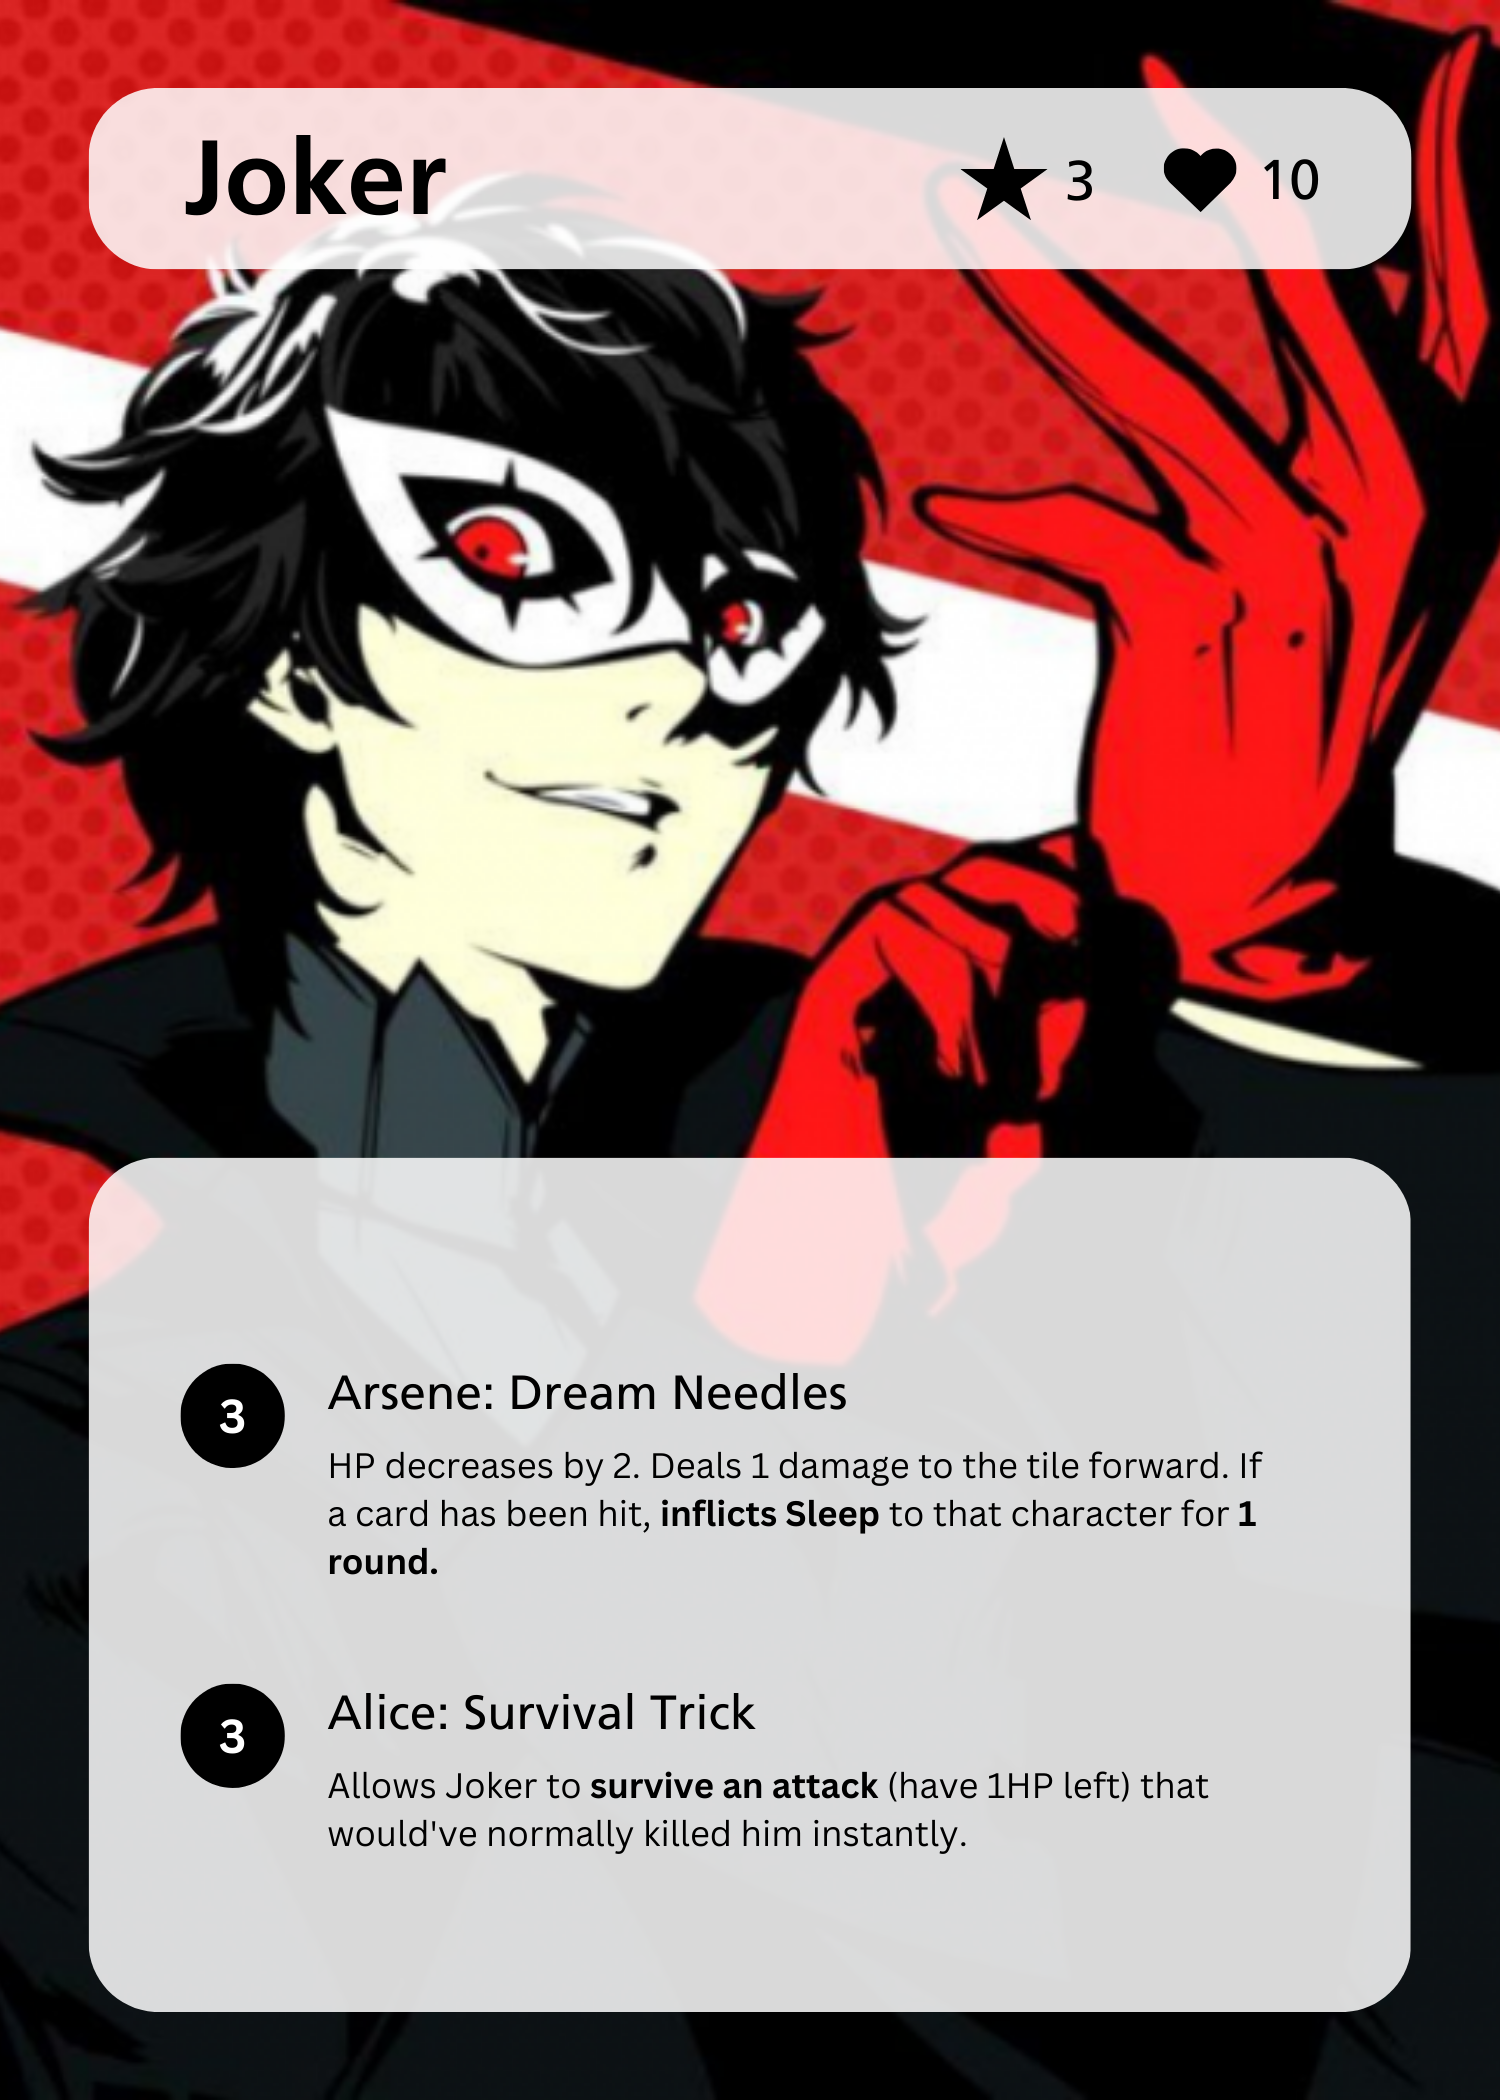 Joker ★ 3 ♥ 10
3 Arsene: Dream Needles
HP decreases by 2. Deals 1 damage to the tile forward. If
a card has been hit, inflicts Sleep to that character for 1
round.
3 Alice: Survival Trick
Allows Joker to survive an attack (have 1HP left) that
would've normally killed him instantly.